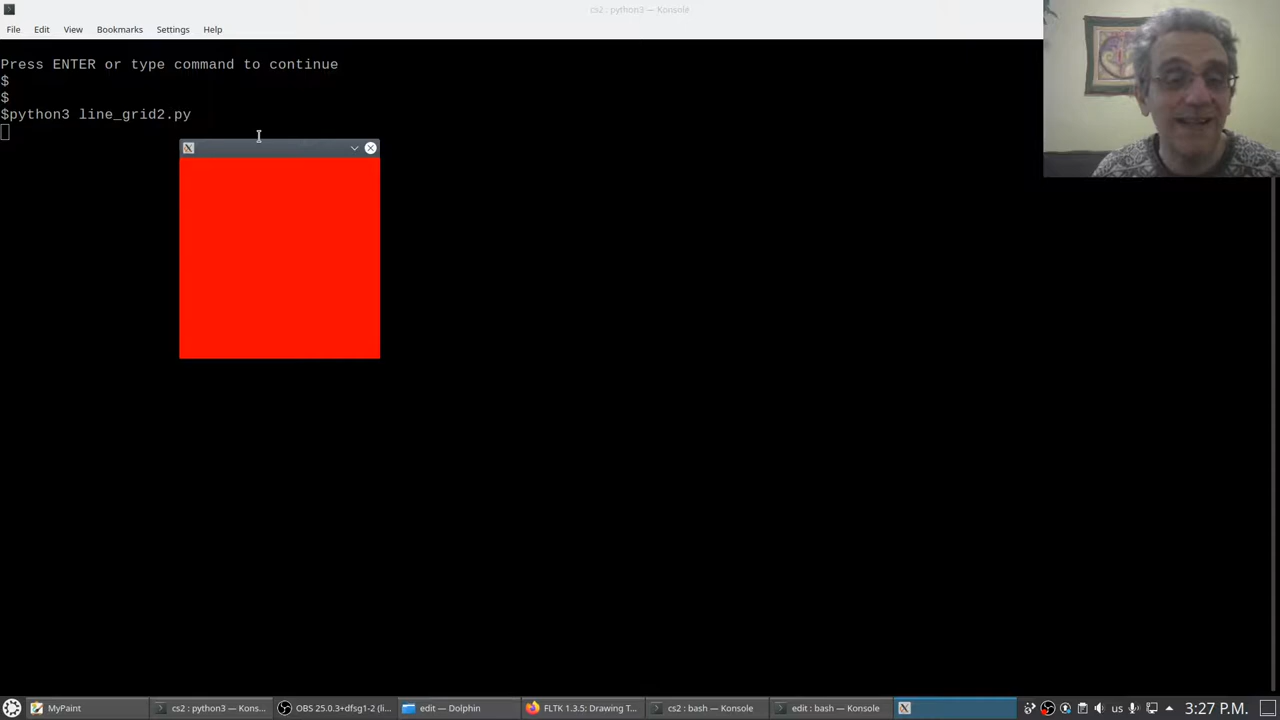 cs2 : python3 — Konsole
File Edit View Bookmarks Settings Help
Press ENTER or type command to continue
$
$
$python3 line_grid2.py
MyPaint
cs2 : python3 — Kons...
OBS 25.0.3+dfsg1-2 (li...
edit — Dolphin
FLTK 1.3.5: Drawing T...
cs2 : bash — Konsole
edit : bash — Konsole
us
3:27 P.M.